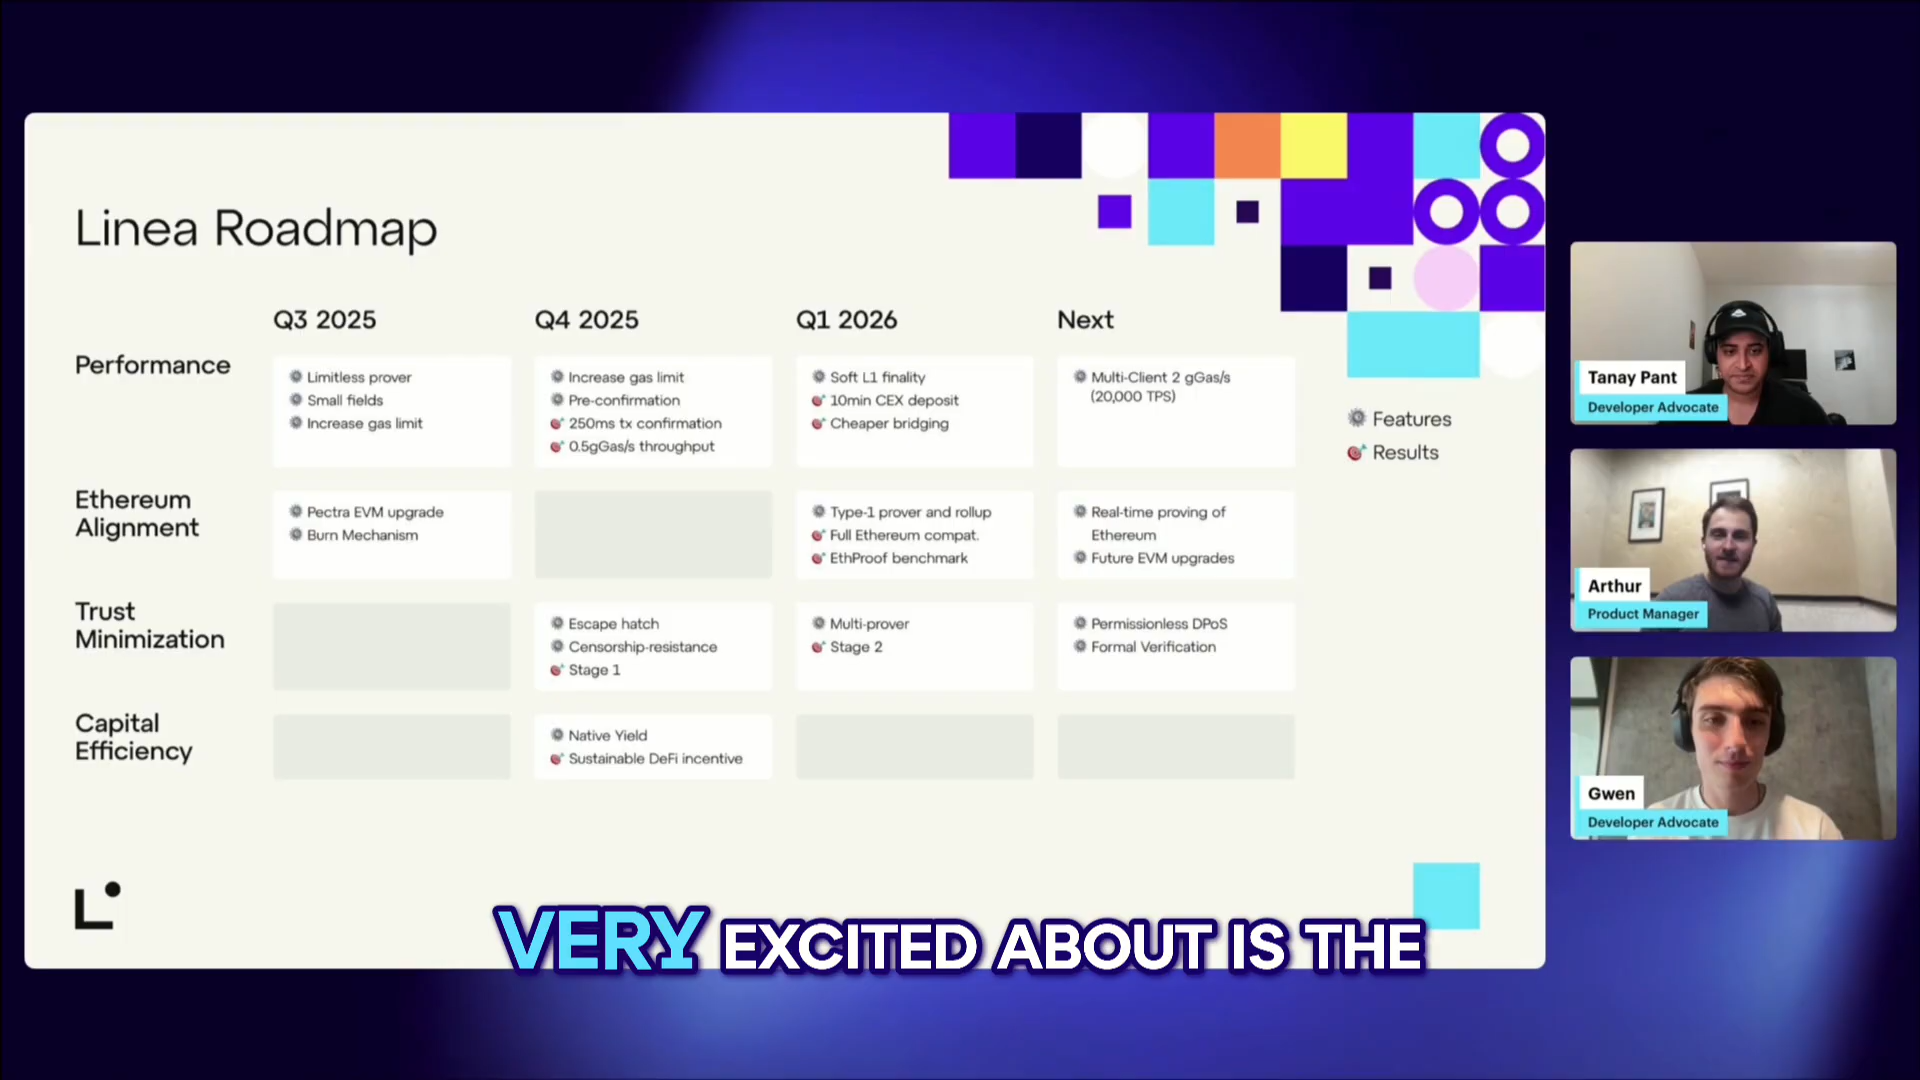 Linea Roadmap
Q3 2025
Q4 2025
Q1 2026
Next
Performance
Limitless prover
Small fields
Increase gas limit
Increase gas limit
Pre-confirmation
250ms tx confirmation
0.5gGas/s throughput
Soft L1 finality
10min CEX deposit
Cheaper bridging
Multi-Client 2 gGas/s
(20,000 TPS)
Features
Results
Ethereum
Alignment
Pectra EVM upgrade
Burn Mechanism
Type-1 prover and rollup
Full Ethereum compat.
EthProof benchmark
Real-time proving of
Ethereum
Future EVM upgrades
Trust
Minimization
Escape hatch
Censorship-resistance
Stage 1
Multi-prover
Stage 2
Permissionless DPoS
Formal Verification
Capital
Efficiency
Native Yield
Sustainable DeFi incentive
Tanay Pant
Developer Advocate
Arthur
Product Manager
Gwen
Developer Advocate
VERY EXCITED ABOUT IS THE